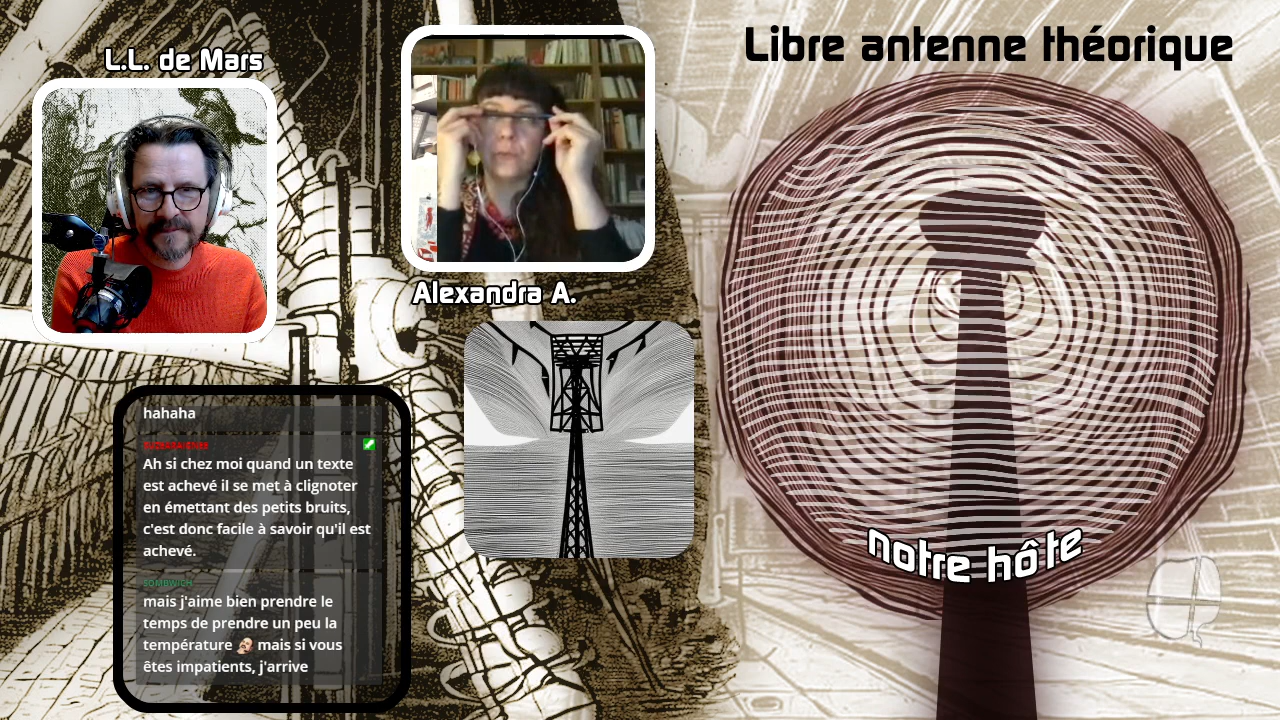 L.L. de Mars
Libre antenne théorique
Alexandra A.
hahaha
Ah si chez moi quand un texte
est achevé il se met à clignoter
en émettant des petits bruits,
c'est donc facile à savoir qu'il est
achevé.
SOMBWICH
mais j'aime bien prendre le
temps de prendre un peu la
température mais si vous
êtes impatients, j'arrive
notre hôte